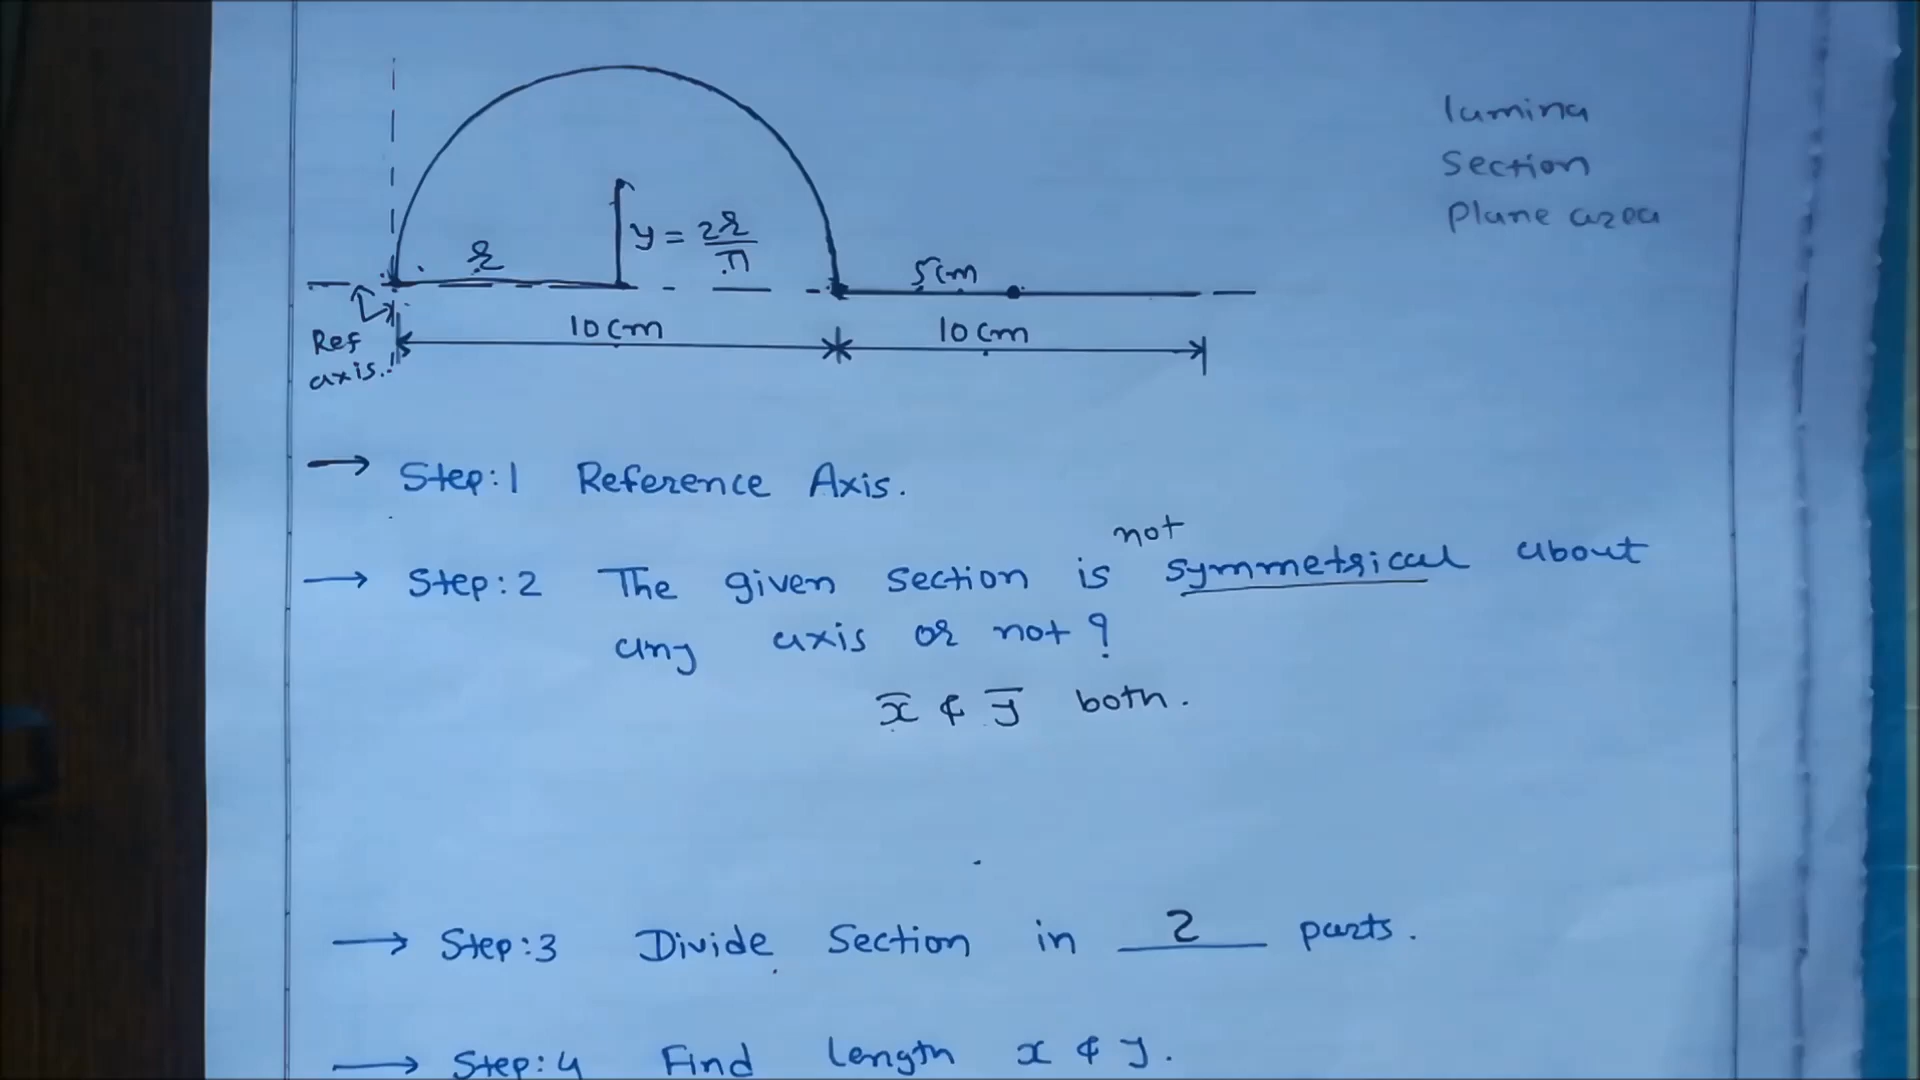 lamina
Section
Plane area
r
y = 2r/π
5cm
10cm
10cm
Ref
axis.
→ Step:1 Reference Axis.
not
→ Step:2 The given section is symmetrical about
any axis or not?
x̄ & ȳ both.
→ Step:3 Divide Section in 2 parts.
→ Step:4 Find length x & y.